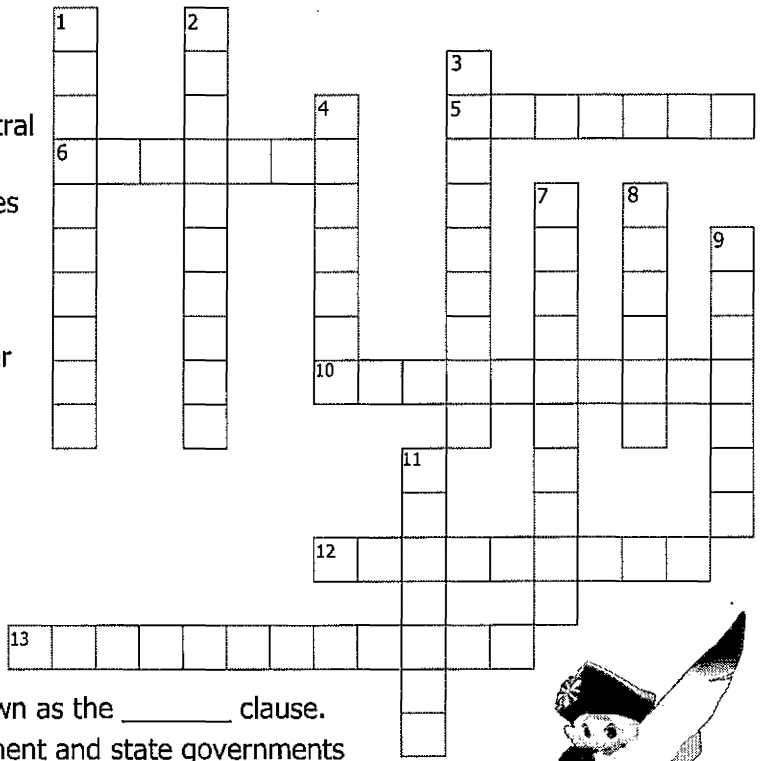 1 2
3
4
tral 5
6
es 7 8
9
r
10
11
12
13
wn as the ________ clause.
nent and state governments